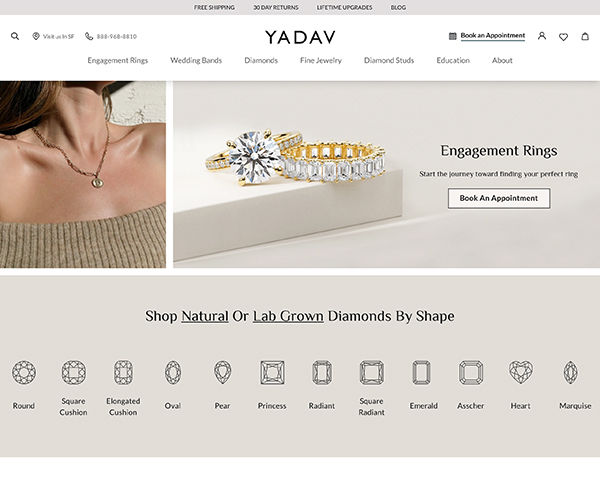 FREE SHIPPING 30 DAY RETURNS LIFETIME UPGRADES BLOG
Visit us In SF 888-968-8810 YADAV Book an Appointment
Engagement Rings Wedding Bands Diamonds Fine Jewelry Diamond Studs Education About
Engagement Rings
Start the journey toward finding your perfect ring
Book An Appointment
Shop Natural Or Lab Grown Diamonds By Shape
Round Square Cushion Elongated Cushion Oval Pear Princess Radiant Square Radiant Emerald Asscher Heart Marquise